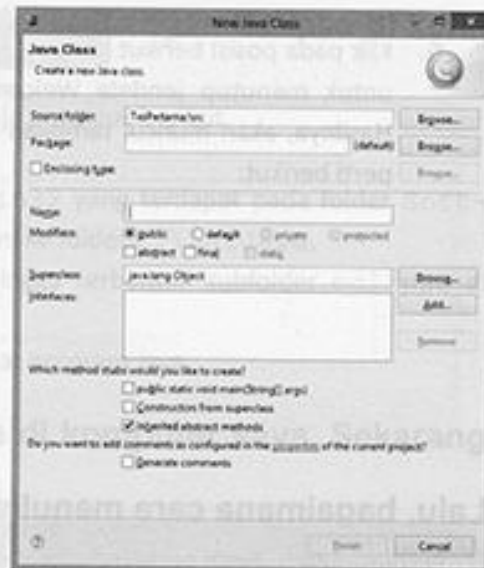 New Java Class
Java Class
Create a new Java class.
Source folder: Browse...
Package: (default) Browse...
Enclosing type: Browse...
Name:
Modifiers: public default private protected
abstract final static
Superclass: java.lang.Object Browse...
Interfaces: Add...
Remove
Which method stubs would you like to create?
public static void main(String[] args)
Constructors from superclass
Inherited abstract methods
Do you want to add comments as configured in the properties of the current project?
Generate comments
Finish Cancel